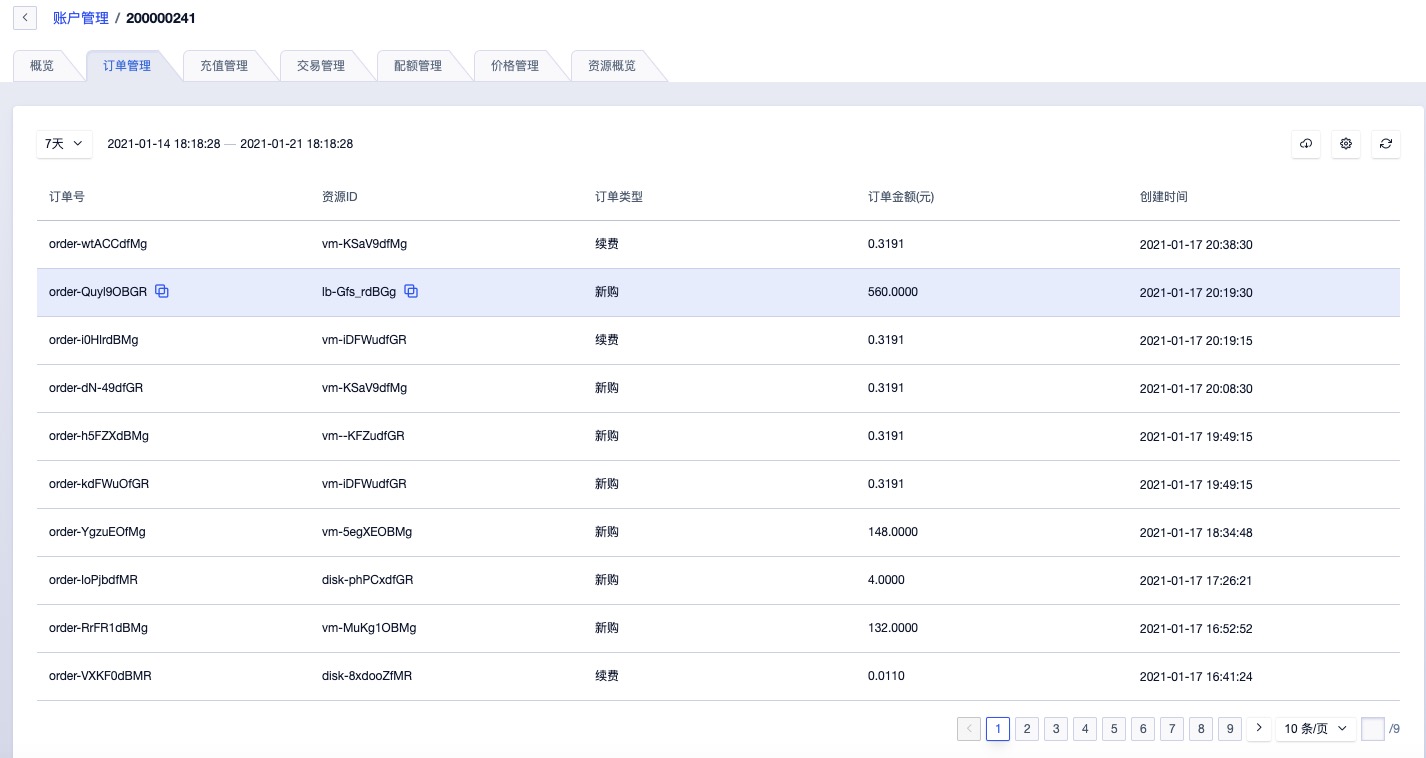 账户管理 / 200000241
概览 订单管理 充值管理 交易管理 配额管理 价格管理 资源概览
7天 2021-01-14 18:18:28 — 2021-01-21 18:18:28
订单号 资源ID 订单类型 订单金额(元) 创建时间
order-wtACCdfMg vm-KSaV9dfMg 续费 0.3191 2021-01-17 20:38:30
order-Quyl9OBGR lb-Gfs_rdBGg 新购 560.0000 2021-01-17 20:19:30
order-i0HlrdBMg vm-iDFWudfGR 续费 0.3191 2021-01-17 20:19:15
order-dN-49dfGR vm-KSaV9dfMg 新购 0.3191 2021-01-17 20:08:30
order-h5FZXdBMg vm--KFZudfGR 新购 0.3191 2021-01-17 19:49:15
order-kdFWuOfGR vm-iDFWudfGR 新购 0.3191 2021-01-17 19:49:15
order-YgzuEOfMg vm-5egXEOBMg 新购 148.0000 2021-01-17 18:34:48
order-loPjbdfMR disk-phPCxdfGR 新购 4.0000 2021-01-17 17:26:21
order-RrFR1dBMg vm-MuKg1OBMg 新购 132.0000 2021-01-17 16:52:52
order-VXKF0dBMR disk-8xdooZfMR 续费 0.0110 2021-01-17 16:41:24
1 2 3 4 5 6 7 8 9 10 条/页 /9